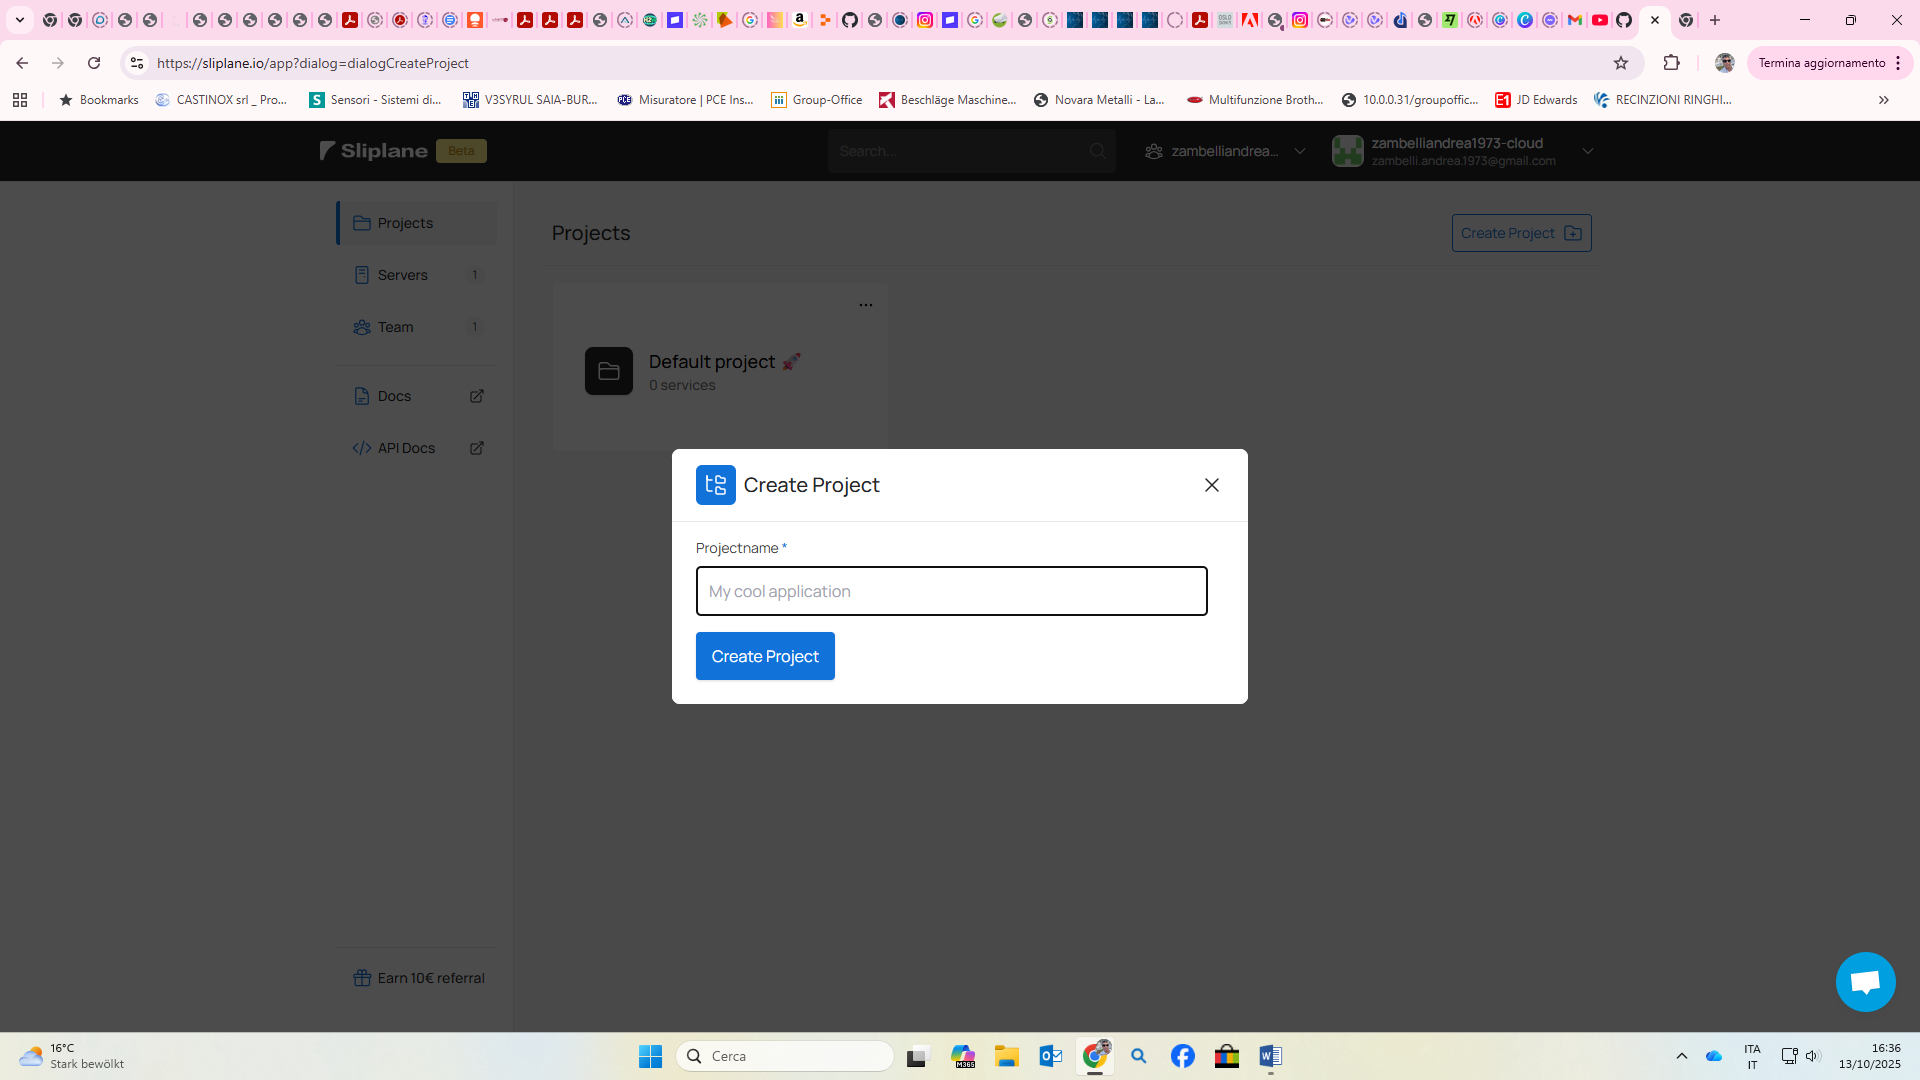 https://sliplane.io/app?dialog=dialogCreateProject
Termina aggiornamento
Bookmarks
CASTINOX srl _ Pro...
Sensori - Sistemi di...
V3SYRUL SAIA-BUR...
Misuratore | PCE Ins...
Group-Office
Beschläge Maschine...
Novara Metalli - La...
Multifunzione Broth...
10.0.0.31/groupoffic...
JD Edwards
RECINZIONI RINGHI...
Sliplane
Beta
Search...
zambelliandrea...
zambelliandrea1973-cloud
zambelli.andrea.1973@gmail.com
Projects
Servers 1
Team 1
Docs
API Docs
Earn 10€ referral
Projects
Create Project
Default project 🚀
0 services
Create Project
Projectname *
My cool application
Create Project
16°C
Stark bewölkt
Cerca
M365
ITA
IT
16:36
13/10/2025